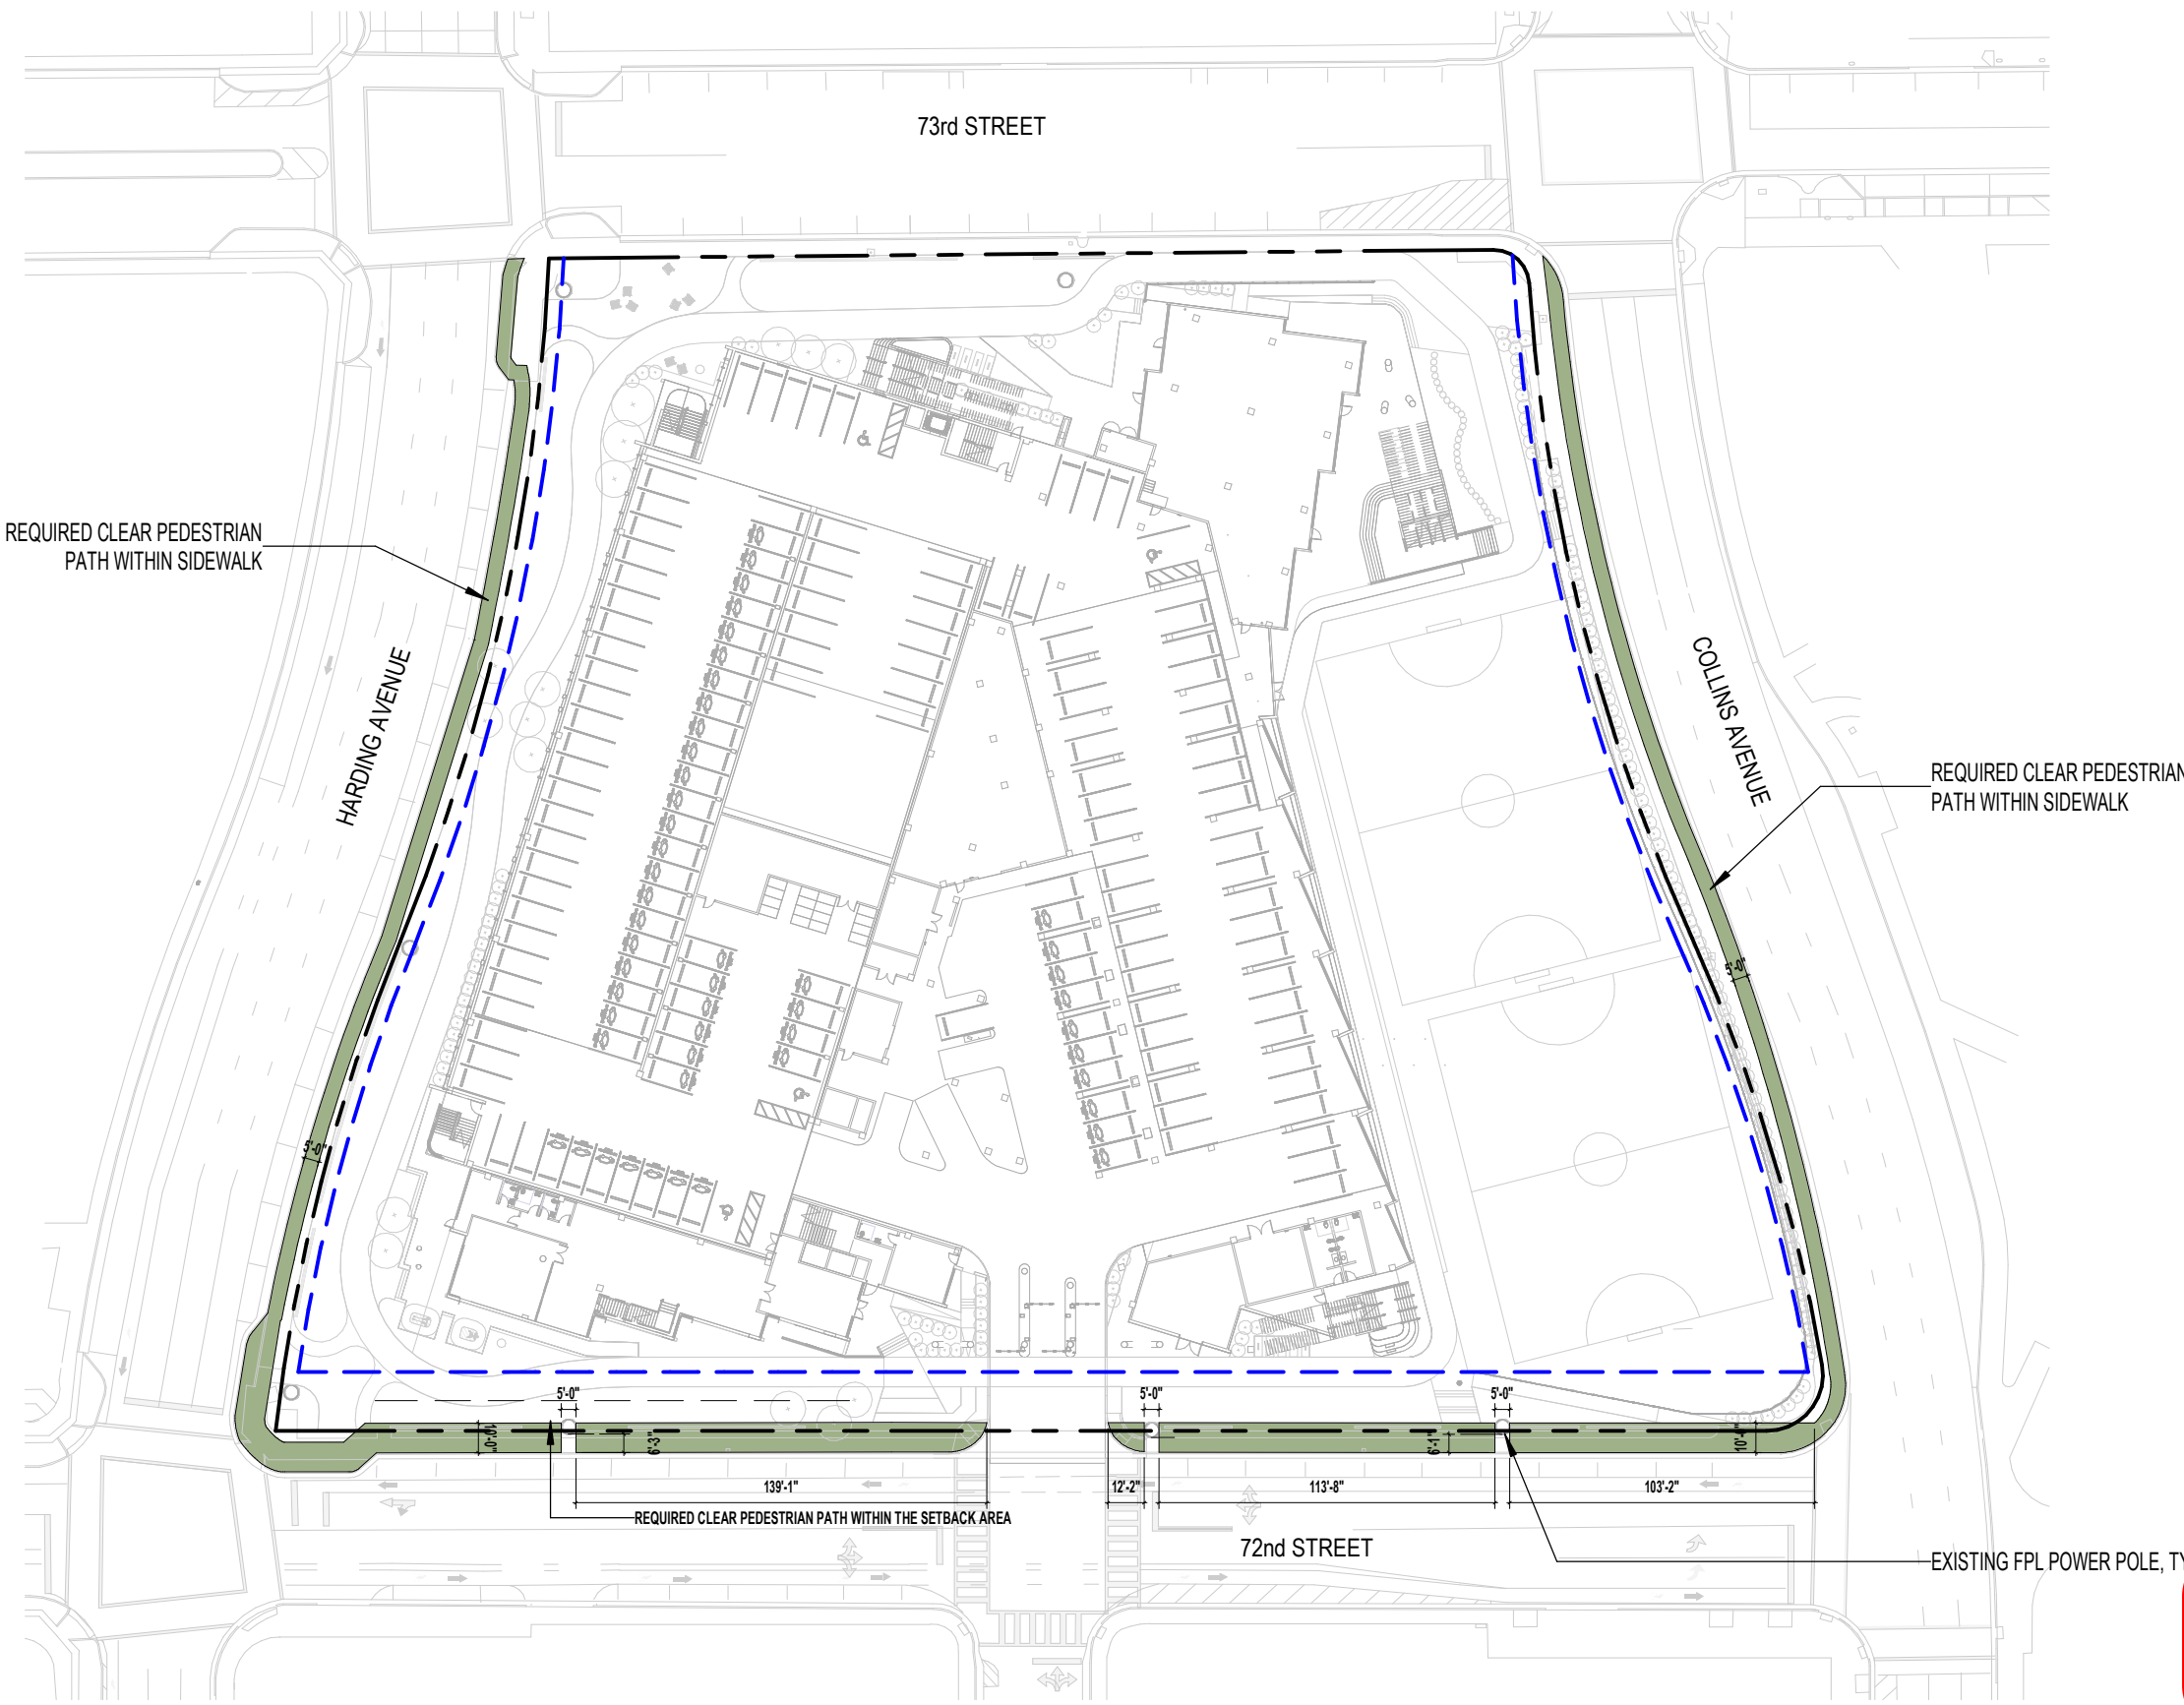 73rd STREET
REQUIRED CLEAR PEDESTRIAN
PATH WITHIN SIDEWALK
HARDING AVENUE
COLLINS AVENUE
REQUIRED CLEAR PEDESTRIAN
PATH WITHIN SIDEWALK
5'-0"
5'-0"
5'-0"
5'-0"
5'-0"
10'-0"
6'-3"
6'-1"
10'-4"
139'-1"
12'-2"
113'-8"
103'-2"
REQUIRED CLEAR PEDESTRIAN PATH WITHIN THE SETBACK AREA
72nd STREET
EXISTING FPL POWER POLE, TY